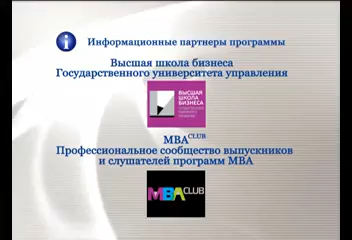 Информационные партнеры программы
Высшая школа бизнеса
Государственного университета управления
ВЫСШАЯ
ШКОЛА
БИЗНЕСА
MBA CLUB
Профессиональное сообщество выпускников
и слушателей программ MBA
MBA CLUB